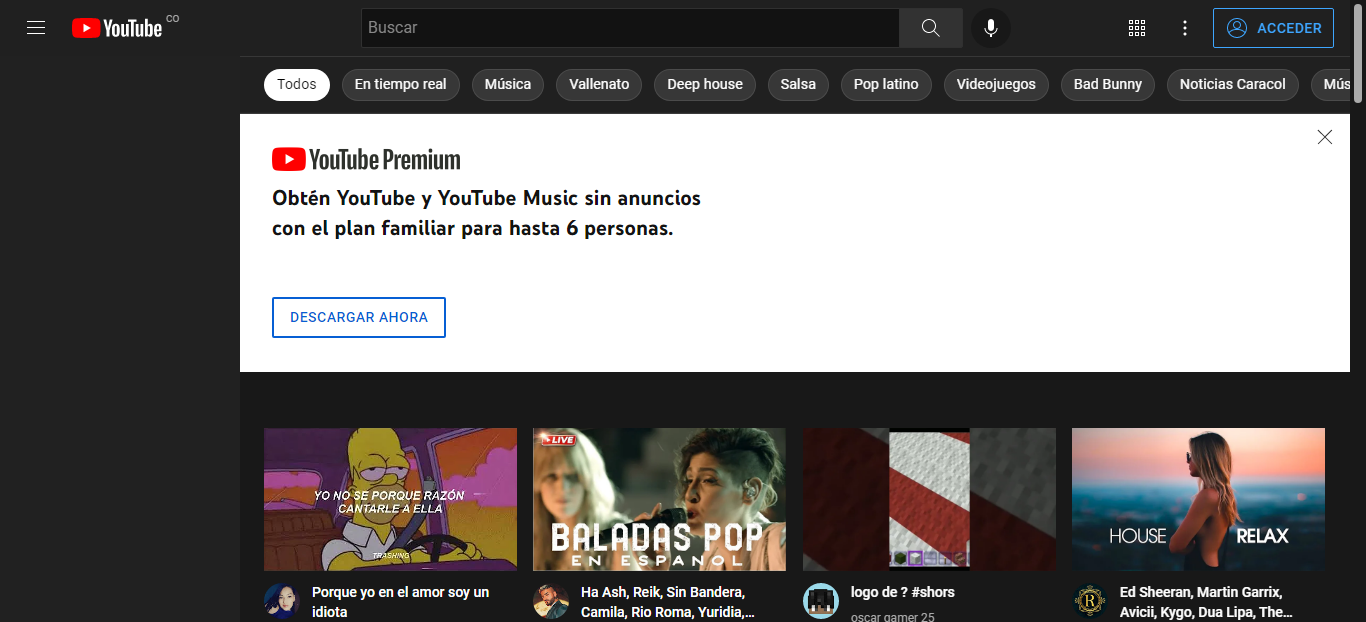 YouTube CO
Buscar
ACCEDER
Todos
En tiempo real
Música
Vallenato
Deep house
Salsa
Pop latino
Videojuegos
Bad Bunny
Noticias Caracol
Mús
YouTube Premium
Obtén YouTube y YouTube Music sin anuncios
con el plan familiar para hasta 6 personas.
DESCARGAR AHORA
YO NO SE PORQUE RAZÓN
CANTARLE A ELLA
TRASHING
LIVE
BALADAS POP
EN ESPAÑOL
HOUSE RELAX
Porque yo en el amor soy un
idiota
Ha Ash, Reik, Sin Bandera,
Camila, Rio Roma, Yuridia,...
logo de ? #shors
oscar gamer 25
R
Ed Sheeran, Martin Garrix,
Avicii, Kygo, Dua Lipa, The...